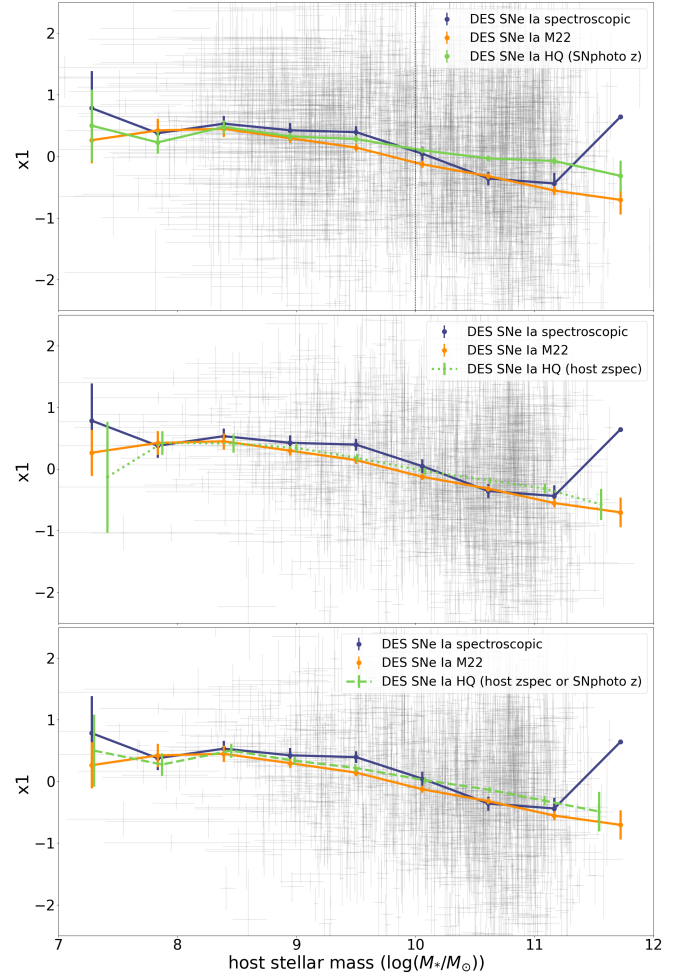 2
DES SNe Ia spectroscopic
DES SNe Ia M22
DES SNe Ia HQ (SNphoto z)
1
x1
0
−1
−2
2
DES SNe Ia spectroscopic
DES SNe Ia M22
DES SNe Ia HQ (host zspec)
1
x1
0
−1
−2
2
DES SNe Ia spectroscopic
DES SNe Ia M22
DES SNe Ia HQ (host zspec or SNphoto z)
1
x1
0
−1
−2
7 8 9 10 11 12
host stellar mass (log(M*/M⊙))